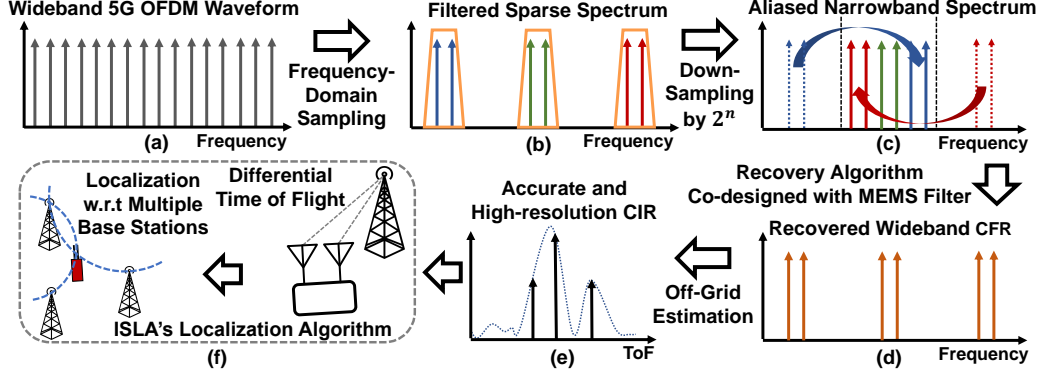 Wideband 5G OFDM Waveform
Frequency
(a)
Frequency-
Domain
Sampling
Filtered Sparse Spectrum
Frequency
(b)
Down-
Sampling
by 2^n
Aliased Narrowband Spectrum
Frequency
(c)
Recovery Algorithm
Co-designed with MEMS Filter
Recovered Wideband CFR
Frequency
(d)
Off-Grid
Estimation
Accurate and
High-resolution CIR
ToF
(e)
Differential
Time of Flight
Localization
w.r.t Multiple
Base Stations
ISLA's Localization Algorithm
(f)